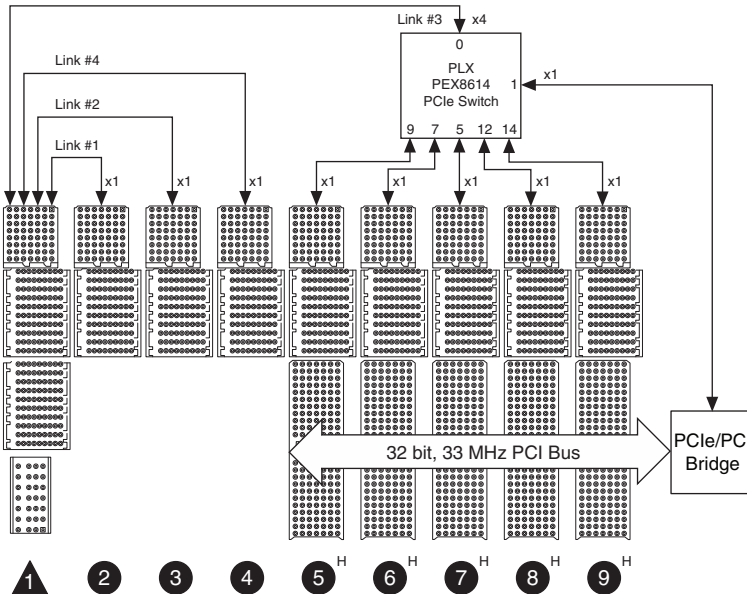 Link #3 x4
0
PLX
PEX8614
PCIe Switch
1
x1
9 7 5 12 14
Link #4
Link #2
Link #1
x1 x1 x1 x1 x1 x1 x1 x1
32 bit, 33 MHz PCI Bus
PCIe/PC
Bridge
1 2 3 4 5 H 6 H 7 H 8 H 9 H